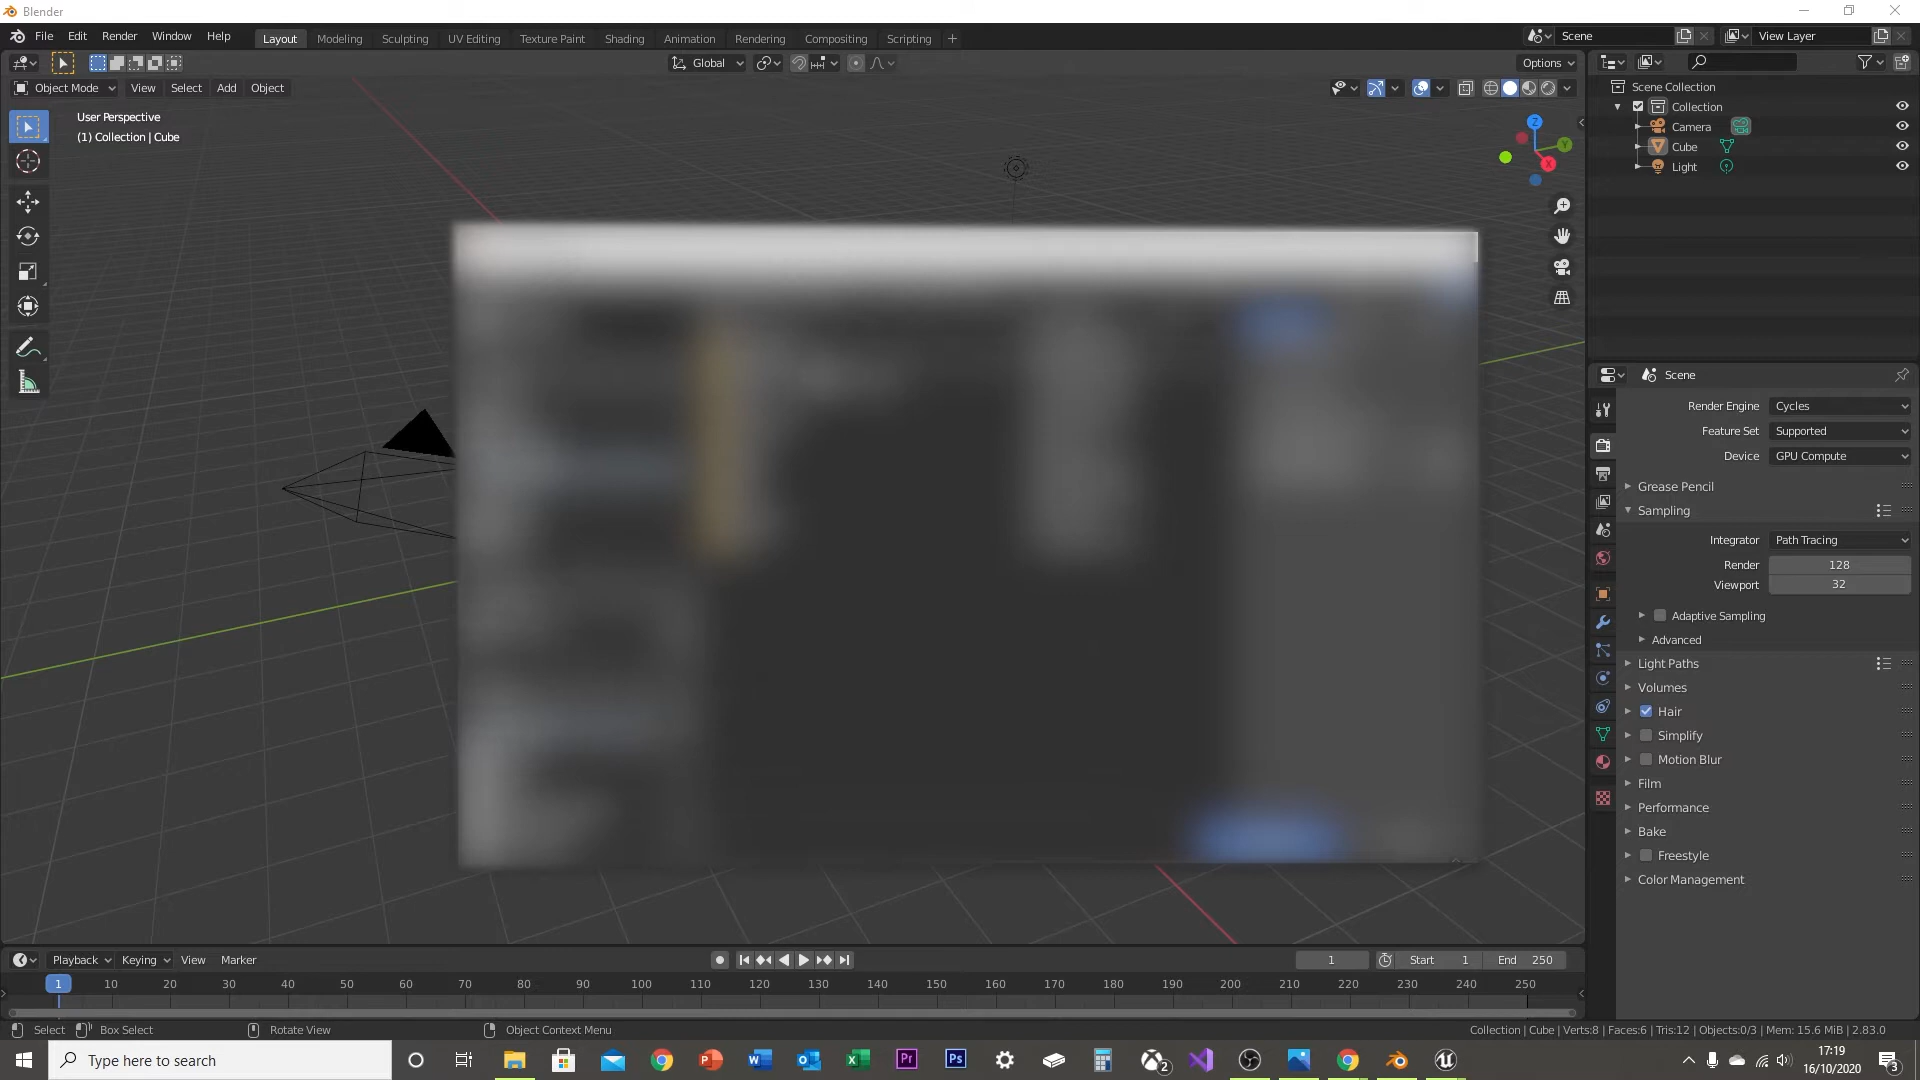 Blender
File Edit Render Window Help
Layout Modeling Sculpting UV Editing Texture Paint Shading Animation Rendering Compositing Scripting +
Scene
View Layer
Global
Options
Object Mode View Select Add Object
User Perspective
(1) Collection | Cube
Z
Y
X
Scene Collection
Collection
Camera
Cube
Light
Scene
Render Engine Cycles
Feature Set Supported
Device GPU Compute
Grease Pencil
Sampling
Integrator Path Tracing
Render 128
Viewport 32
Adaptive Sampling
Advanced
Light Paths
Volumes
Hair
Simplify
Motion Blur
Film
Performance
Bake
Freestyle
Color Management
Playback Keying View Marker
1 Start 1 End 250
1 10 20 30 40 50 60 70 80 90 100 110 120 130 140 150 160 170 180 190 200 210 220 230 240 250
Select Box Select Rotate View Object Context Menu
Collection | Cube | Verts:8 | Faces:6 | Tris:12 | Objects:0/3 | Mem: 15.6 MiB | 2.83.0
Type here to search
Pr
Ps
2
17:19
16/10/2020
3